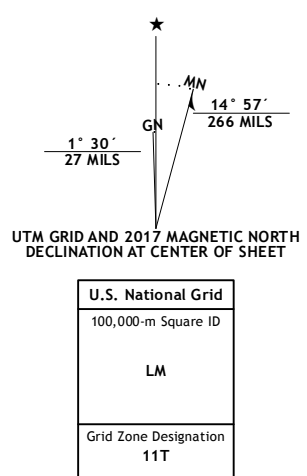 ★
MN
GN
14° 57´
266 MILS
1° 30´
27 MILS
UTM GRID AND 2017 MAGNETIC NORTH
DECLINATION AT CENTER OF SHEET
U.S. National Grid
100,000-m Square ID
LM
Grid Zone Designation
11T